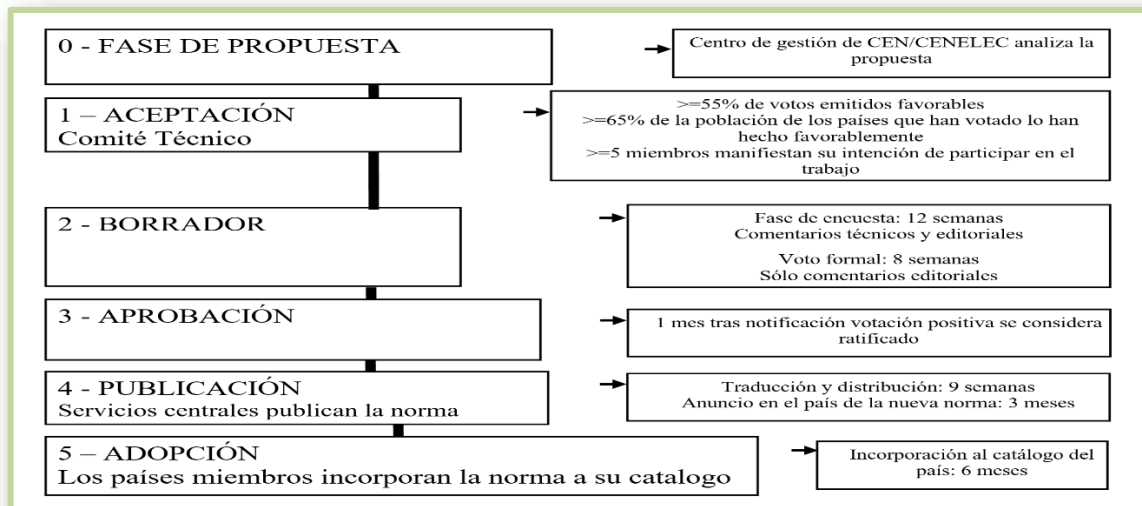 0 - FASE DE PROPUESTA
Centro de gestión de CEN/CENELEC analiza la
propuesta
1 – ACEPTACIÓN
Comité Técnico
>=55% de votos emitidos favorables
>=65% de la población de los países que han votado lo han
hecho favorablemente
>=5 miembros manifiestan su intención de participar en el
trabajo
2 - BORRADOR
Fase de encuesta: 12 semanas
Comentarios técnicos y editoriales
Voto formal: 8 semanas
Sólo comentarios editoriales
3 - APROBACIÓN
1 mes tras notificación votación positiva se considera
ratificado
4 - PUBLICACIÓN
Servicios centrales publican la norma
Traducción y distribución: 9 semanas
Anuncio en el país de la nueva norma: 3 meses
5 – ADOPCIÓN
Los países miembros incorporan la norma a su catalogo
Incorporación al catálogo del
país: 6 meses